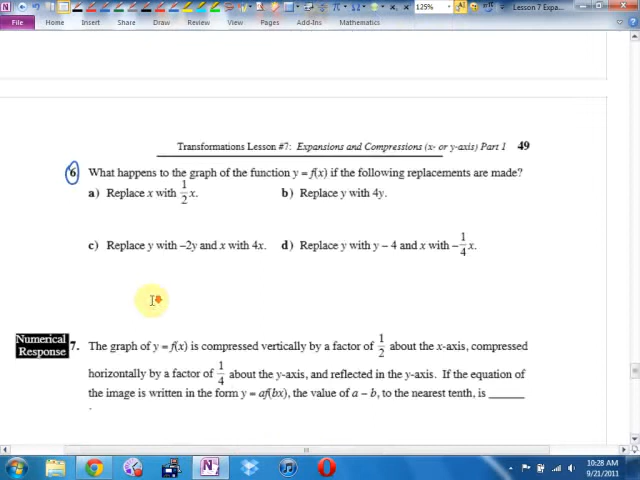 125%
Lesson 7 Expa...
File Home Insert Share Draw Review View Page Add-Ins Mathematics
Transformations Lesson #7: Expansions and Compressions (x- or y-axis) Part 1 49
6 What happens to the graph of the function y = f(x) if the following replacements are made?
a) Replace x with 1/2 x. b) Replace y with 4y.
c) Replace y with –2y and x with 4x. d) Replace y with y – 4 and x with –1/4 x.
Numerical Response
7. The graph of y = f(x) is compressed vertically by a factor of 1/2 about the x-axis, compressed
horizontally by a factor of 1/4 about the y-axis, and reflected in the y-axis. If the equation of
the image is written in the form y = af(bx), the value of a – b, to the nearest tenth, is ______
.
10:28 AM
9/21/2011